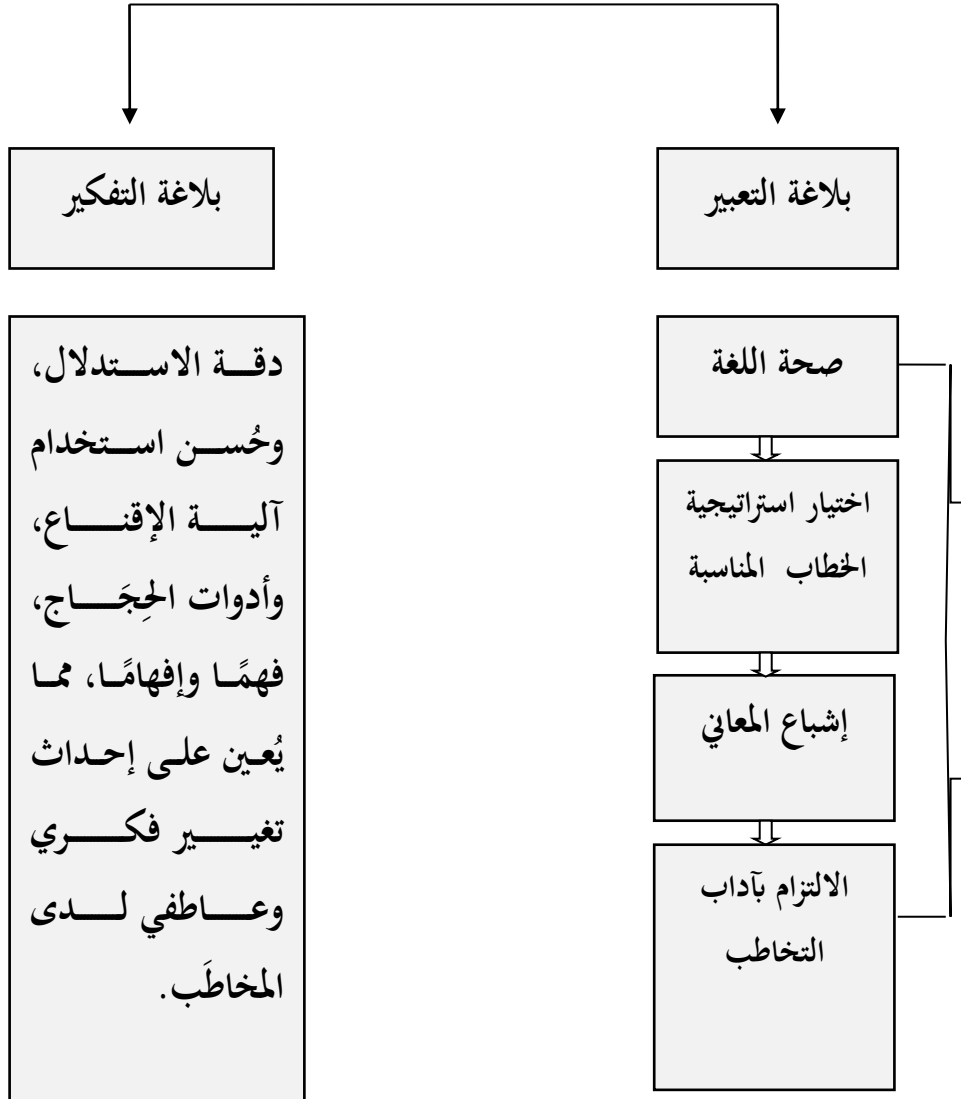 بلاغة التعبير
بلاغة التفكير
صحة اللغة
اختيار استراتيجية
الخطاب المناسبة
إشباع المعاني
الالتزام بآداب
التخاطب
دقة الاستدلال،
وحُسن استخدام
آلية الإقناع،
وأدوات الحِجَاج،
فهمًا وإفهامًا، مما
يُعين على إحداث
تغيير فكري
وعاطفي لدى
المخاطَب.